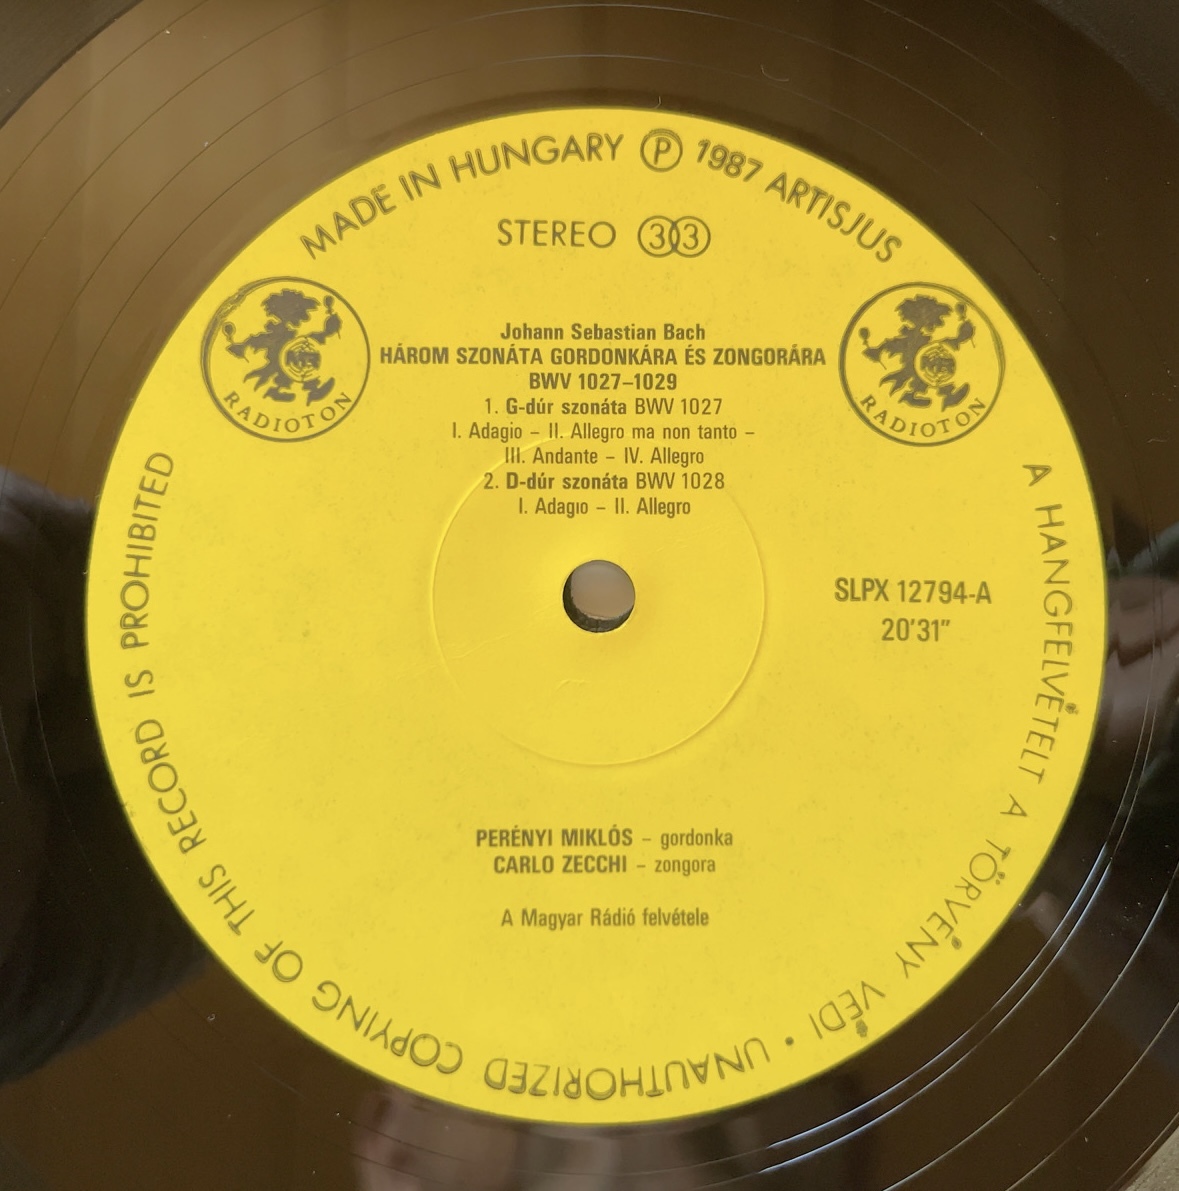 MADE IN HUNGARY Ⓟ 1987 ARTISJUS
STEREO 33
RADIOTON
RADIOTON
Johann Sebastian Bach
HÁROM SZONÁTA GORDONKÁRA ÉS ZONGORÁRA
BWV 1027–1029
1. G-dúr szonáta BWV 1027
I. Adagio – II. Allegro ma non tanto –
III. Andante – IV. Allegro
2. D-dúr szonáta BWV 1028
I. Adagio – II. Allegro
SLPX 12794-A
20'31"
PERÉNYI MIKLÓS – gordonka
CARLO ZECCHI – zongora
A Magyar Rádió felvétele
A HANGFELVÉTELT A TÖRVÉNY VÉDI • UNAUTHORIZED COPYING OF THIS RECORD IS PROHIBITED